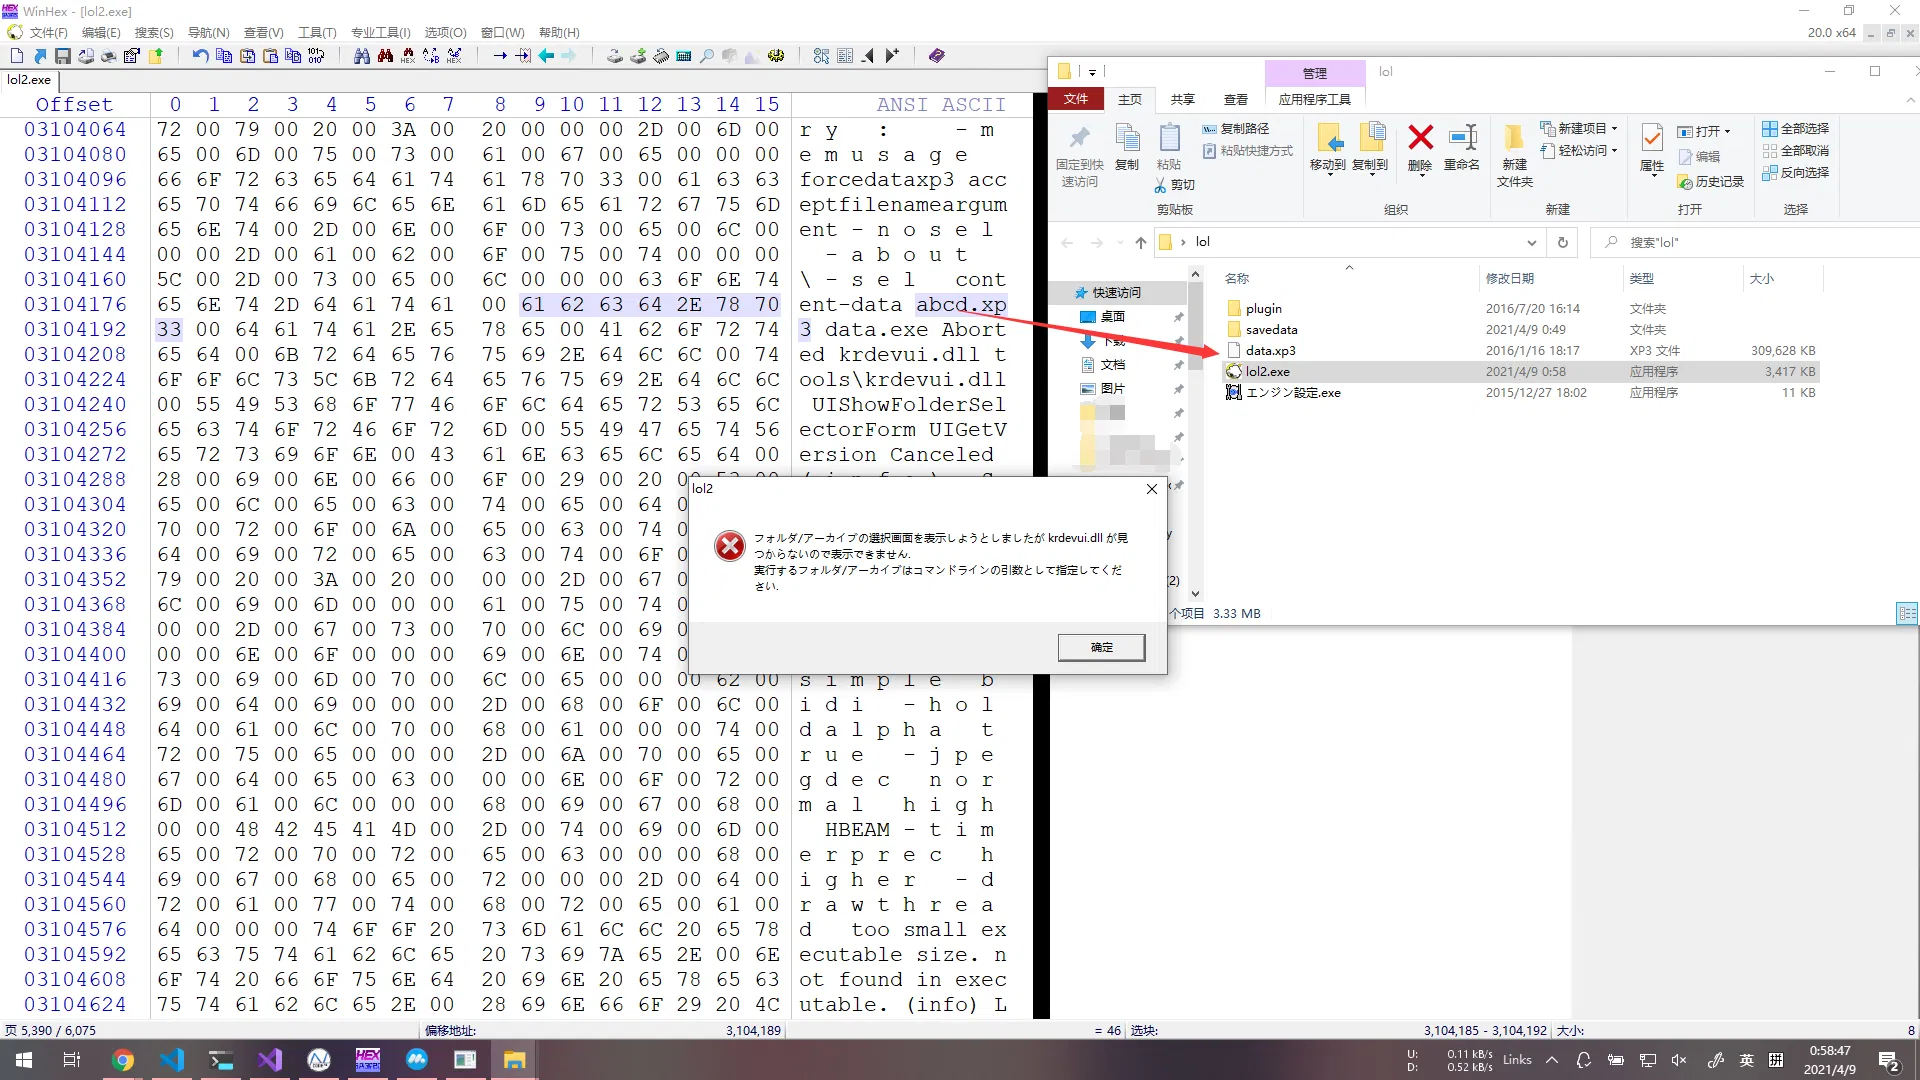 WinHex - [lol2.exe]
文件(F) 编辑(E) 搜索(S) 导航(N) 查看(V) 工具(T) 专业工具(I) 选项(O) 窗口(W) 帮助(H)
20.0 x64
lol2.exe
Offset 0 1 2 3 4 5 6 7 8 9 10 11 12 13 14 15 ANSI ASCII
03104064 72 00 79 00 20 00 3A 00 20 00 00 00 2D 00 6D 00 r y : - m
03104080 65 00 6D 00 75 00 73 00 61 00 67 00 65 00 00 00 e m u s a g e
03104096 66 6F 72 63 65 64 61 74 61 78 70 33 00 61 63 63 forcedataxp3 acc
03104112 65 70 74 66 69 6C 65 6E 61 6D 65 61 72 67 75 6D eptfilenameargum
03104128 65 6E 74 00 2D 00 6E 00 6F 00 73 00 65 00 6C 00 ent - n o s e l
03104144 00 00 2D 00 61 00 62 00 6F 00 75 00 74 00 00 00 - a b o u t
03104160 5C 00 2D 00 73 00 65 00 6C 00 00 00 63 6F 6E 74 \ - s e l cont
03104176 65 6E 74 2D 64 61 74 61 00 61 62 63 64 2E 78 70 ent-data abcd.xp
03104192 33 00 64 61 74 61 2E 65 78 65 00 41 62 6F 72 74 3 data.exe Abort
03104208 65 64 00 6B 72 64 65 76 75 69 2E 64 6C 6C 00 74 ed krdevui.dll t
03104224 6F 6F 6C 73 5C 6B 72 64 65 76 75 69 2E 64 6C 6C ools\krdevui.dll
03104240 00 55 49 53 68 6F 77 46 6F 6C 64 65 72 53 65 6C UIShowFolderSel
03104256 65 63 74 6F 72 46 6F 72 6D 00 55 49 47 65 74 56 ectorForm UIGetV
03104272 65 72 73 69 6F 6E 00 43 61 6E 63 65 6C 65 64 00 ersion Canceled
03104288 28 00 69 00 6E 00 66 00 6F 00 29 00 20 00
03104304 65 00 6C 00 65 00 63 00 74 00 65 00 64
03104320 70 00 72 00 6F 00 6A 00 65 00 63 00 74
03104336 64 00 69 00 72 00 65 00 63 00 74 00 6F
03104352 79 00 20 00 3A 00 20 00 00 00 2D 00 67
03104368 6C 00 69 00 6D 00 00 00 61 00 75 00 74
03104384 00 00 2D 00 67 00 73 00 70 00 6C 00 69
03104400 00 00 6E 00 6F 00 00 00 69 00 6E 00 74
03104416 73 00 69 00 6D 00 70 00 6C 00 65 00 00 00 62 00 s i m p l e b
03104432 69 00 64 00 69 00 00 00 2D 00 68 00 6F 00 6C 00 i d i - h o l
03104448 64 00 61 00 6C 00 70 00 68 00 61 00 00 00 74 00 d a l p h a t
03104464 72 00 75 00 65 00 00 00 2D 00 6A 00 70 00 65 00 r u e - j p e
03104480 67 00 64 00 65 00 63 00 00 00 6E 00 6F 00 72 00 g d e c n o r
03104496 6D 00 61 00 6C 00 00 00 68 00 69 00 67 00 68 00 m a l h i g h
03104512 00 00 48 42 45 41 4D 00 2D 00 74 00 69 00 6D 00 HBEAM - t i m
03104528 65 00 72 00 70 00 72 00 65 00 63 00 00 00 68 00 e r p r e c h
03104544 69 00 67 00 68 00 65 00 72 00 00 00 2D 00 64 00 i g h e r - d
03104560 72 00 61 00 77 00 74 00 68 00 72 00 65 00 61 00 r a w t h r e a
03104576 64 00 00 00 74 6F 6F 20 73 6D 61 6C 6C 20 65 78 d too small ex
03104592 65 63 75 74 61 62 6C 65 20 73 69 7A 65 2E 00 6E ecutable size. n
03104608 6F 74 20 66 6F 75 6E 64 20 69 6E 20 65 78 65 63 ot found in exec
03104624 75 74 61 62 6C 65 2E 00 28 69 6E 66 6F 29 20 4C utable. (info) L
页 5,390 / 6,075 偏移地址: 3,104,189 = 46 选块: 3,104,185 - 3,104,192 大小: 8
管理 lol
文件 主页 共享 查看 应用程序工具
固定到快速访问 复制 粘贴 复制路径 粘贴快捷方式 剪切
移动到 复制到 删除 重命名
新建文件夹 新建项目 轻松访问
属性 打开 编辑 历史记录
全部选择 全部取消 反向选择
剪贴板 组织 新建 打开 选择
lol 搜索"lol"
名称 修改日期 类型 大小
快速访问
桌面
下载
文档
图片
plugin 2016/7/20 16:14 文件夹
savedata 2021/4/9 0:49 文件夹
data.xp3 2016/1/16 18:17 XP3 文件 309,628 KB
lol2.exe 2021/4/9 0:58 应用程序 3,417 KB
エンジン設定.exe 2015/12/27 18:02 应用程序 11 KB
(2)
个项目 3.33 MB
lol2
フォルダ/アーカイブの選択画面を表示しようとしましたが krdevui.dll が見
つからないので表示できません.
実行するフォルダ/アーカイブはコマンドラインの引数として指定してくだ
さい.
确定
U: 0.11 kB/s
D: 0.52 kB/s
Links
英
拼
0:58:47
2021/4/9
2